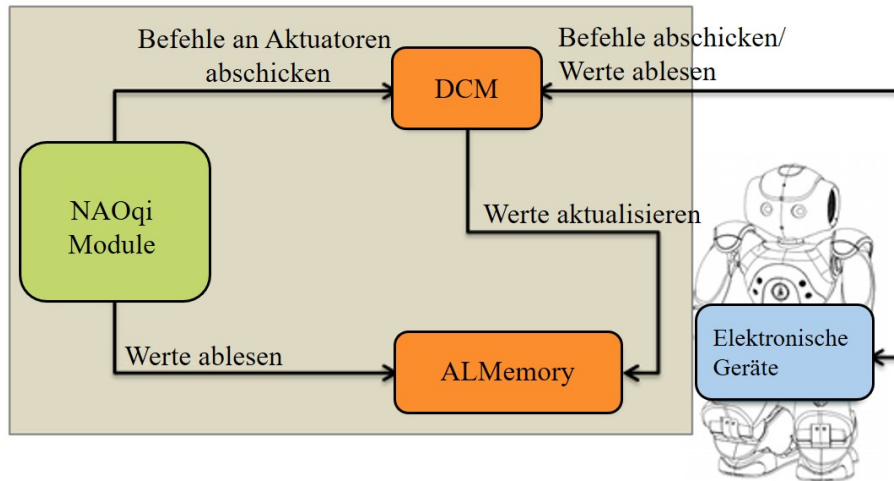 Befehle an Aktuatoren
abschicken
DCM
Befehle abschicken/
Werte ablesen
NAOqi
Module
Werte aktualisieren
Werte ablesen
ALMemory
Elektronische
Geräte